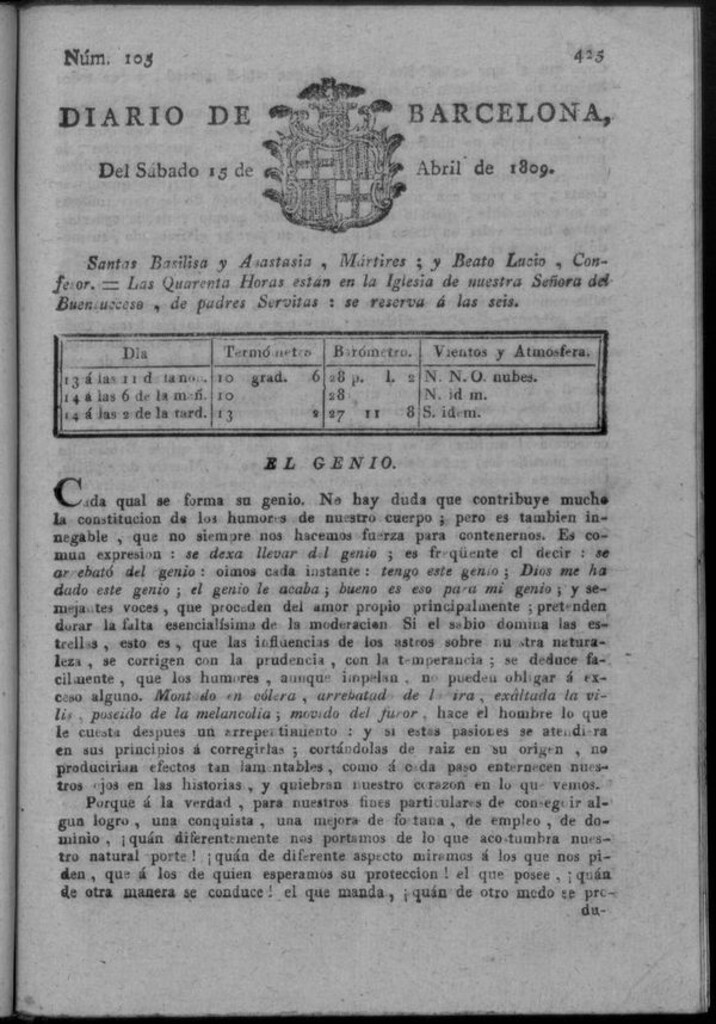 Núm. 105
425
DIARIO DE BARCELONA,
Del Sábado 15 de Abril de 1809.
Santas Basilisa y Anastasia , Mártires ; y Beato Lucio , Con-
fesor. = Las Quarenta Horas estan en la Iglesia de nuestra Señora del
Buensucceso , de padres Servitas : se reserva á las seis.
Dia Termómetro Barómetro. Vientos y Atmosfera.
13 á las 11 d la noc. 10 grad. 6 28 p. l. 2 N. N. O. nubes.
14 á las 6 de la mañ. 10 28 N. id m.
14 á las 2 de la tard. 13 2 27 11 8 S. idem.
EL GENIO.
Cada qual se forma su genio. No hay duda que contribuye mucho
la constitucion de los humores de nuestro cuerpo ; pero es tambien in-
negable , que no siempre nos hacemos fuerza para contenernos. Es co-
mun expresion : se dexa llevar del genio ; es freqüente el decir : se
arrebató del genio : oimos cada instante : tengo este genio ; Dios me ha
dado este genio ; el genio le acaba ; bueno es eso para mi genio ; y se-
mejantes voces , que proceden del amor propio principalmente ; pretenden
dorar la falta esencialísima de la moderacion. Si el sabio domina las es-
trellas , esto es , que las influencias de los astros sobre nuestra natura-
leza , se corrigen con la prudencia , con la temperancia ; se deduce fa-
cilmente , que los humores , aunque impelan , no pueden obligar á ex-
ceso alguno. Montado en cólera , arrebatado de la ira , exâltada la vi-
lis , poseido de la melancolia ; movido del furor , hace el hombre lo que
le cuesta despues un arrepentimiento : y si estas pasiones se atendiera
en sus principios á corregirlas ; cortándolas de raiz en su origen , no
producirian efectos tan lamentables , como á cada paso enternecen nues-
tros ojos en las historias , y quiebran nuestro corazon en lo que vemos.
Porque á la verdad , para nuestros fines particulares de conseguir al-
gun logro , una conquista , una mejora de fortuna , de empleo , de do-
minio , ¡quán diferentemente nos portamos de lo que acostumbra nues-
tro natural porte ! ¡quán de diferente aspecto miramos á los que nos pi-
den , que á los de quien esperamos su proteccion ! el que posee , ¡quán
de otra manera se conduce ! el que manda , ¡quán de otro modo se pro-
du-